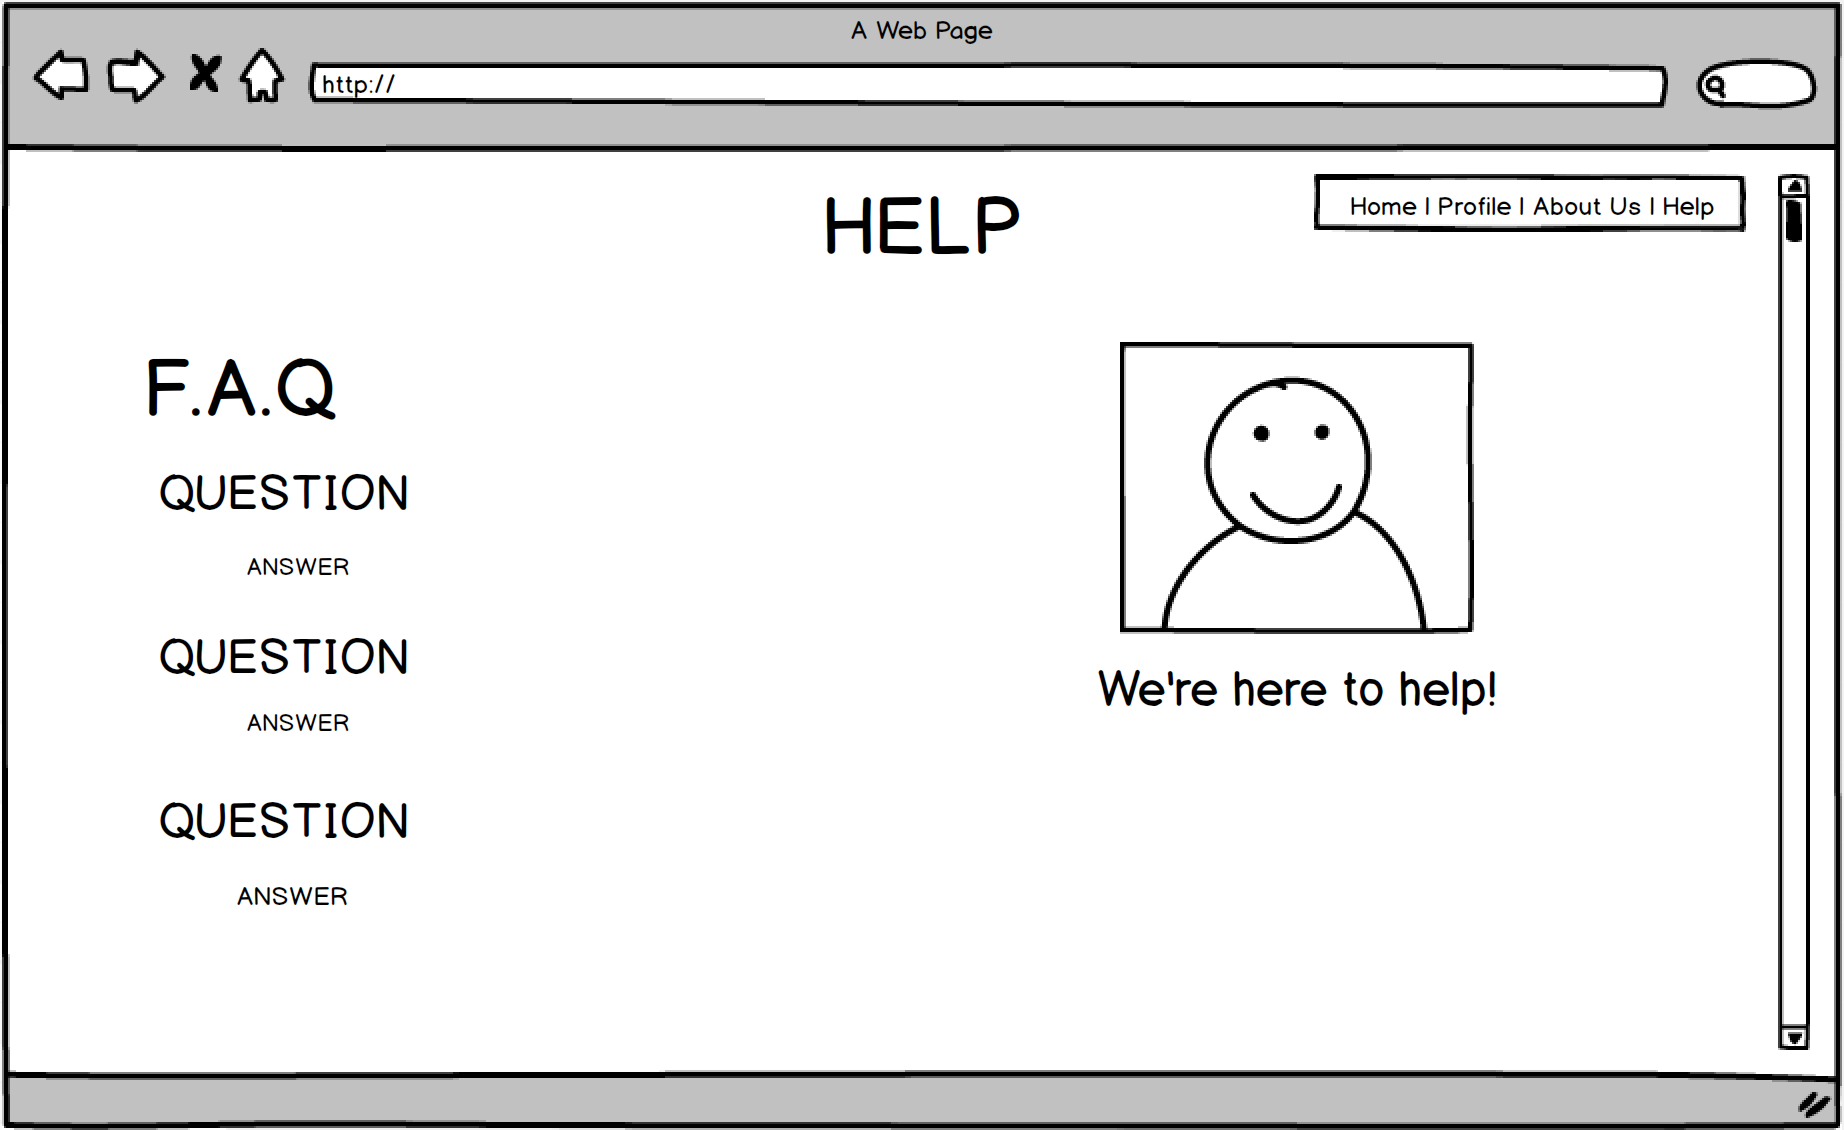 A Web Page
http://
HELP
Home | Profile | About Us | Help
F.A.Q
QUESTION
ANSWER
QUESTION
ANSWER
QUESTION
ANSWER
We're here to help!